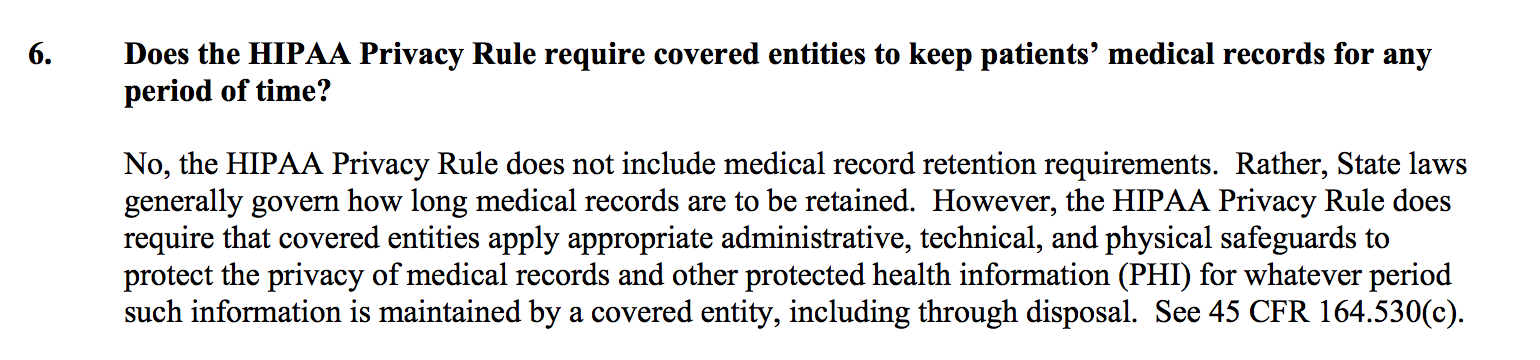 6. Does the HIPAA Privacy Rule require covered entities to keep patients’ medical records for any
period of time?
No, the HIPAA Privacy Rule does not include medical record retention requirements.  Rather, State laws
generally govern how long medical records are to be retained.  However, the HIPAA Privacy Rule does
require that covered entities apply appropriate administrative, technical, and physical safeguards to
protect the privacy of medical records and other protected health information (PHI) for whatever period
such information is maintained by a covered entity, including through disposal.  See 45 CFR 164.530(c).